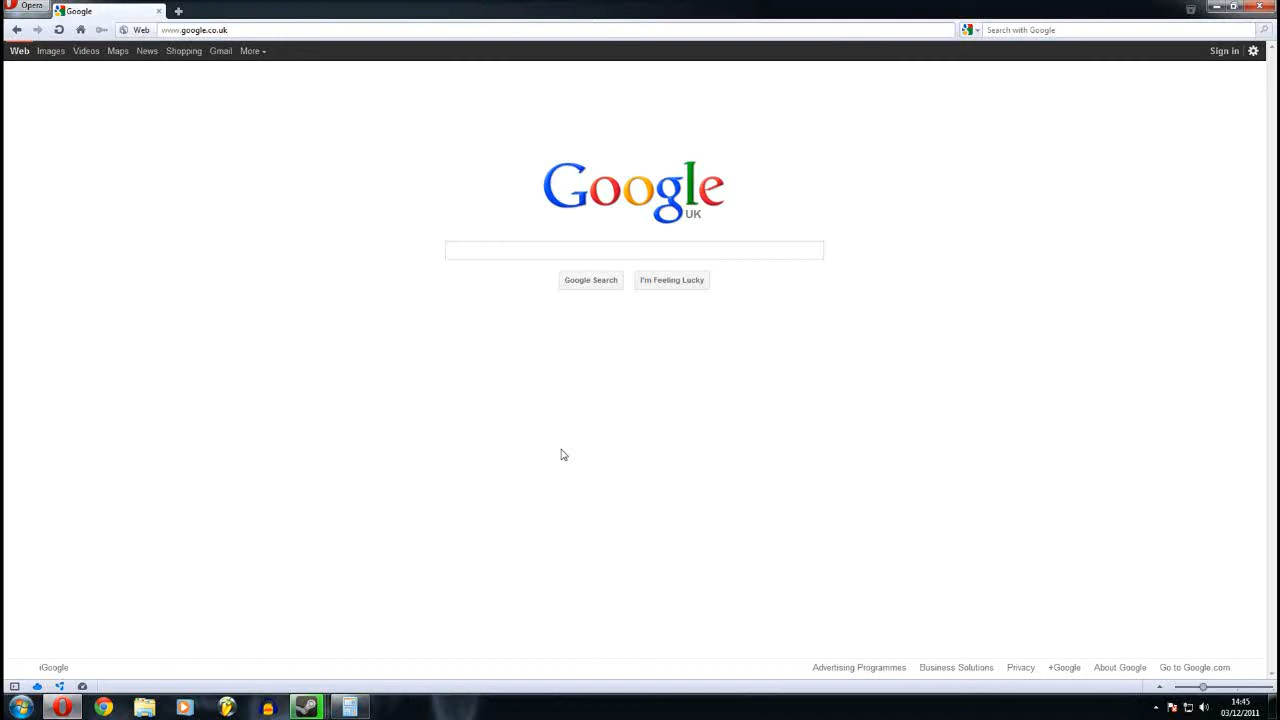 Opera
Google
Web
www.google.co.uk
Search with Google
Web Images Videos Maps News Shopping Gmail More
Sign in
Google
UK
Google Search
I'm Feeling Lucky
iGoogle
Advertising Programmes Business Solutions Privacy +Google About Google Go to Google.com
14:45
03/12/2011